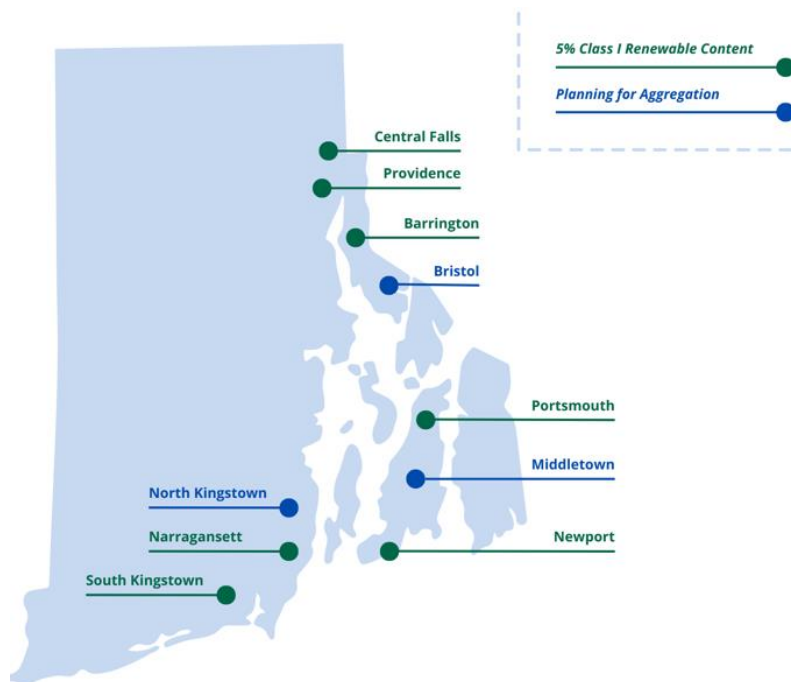 5% Class I Renewable Content
Planning for Aggregation
Central Falls
Providence
Barrington
Bristol
Portsmouth
Middletown
North Kingstown
Narragansett
Newport
South Kingstown